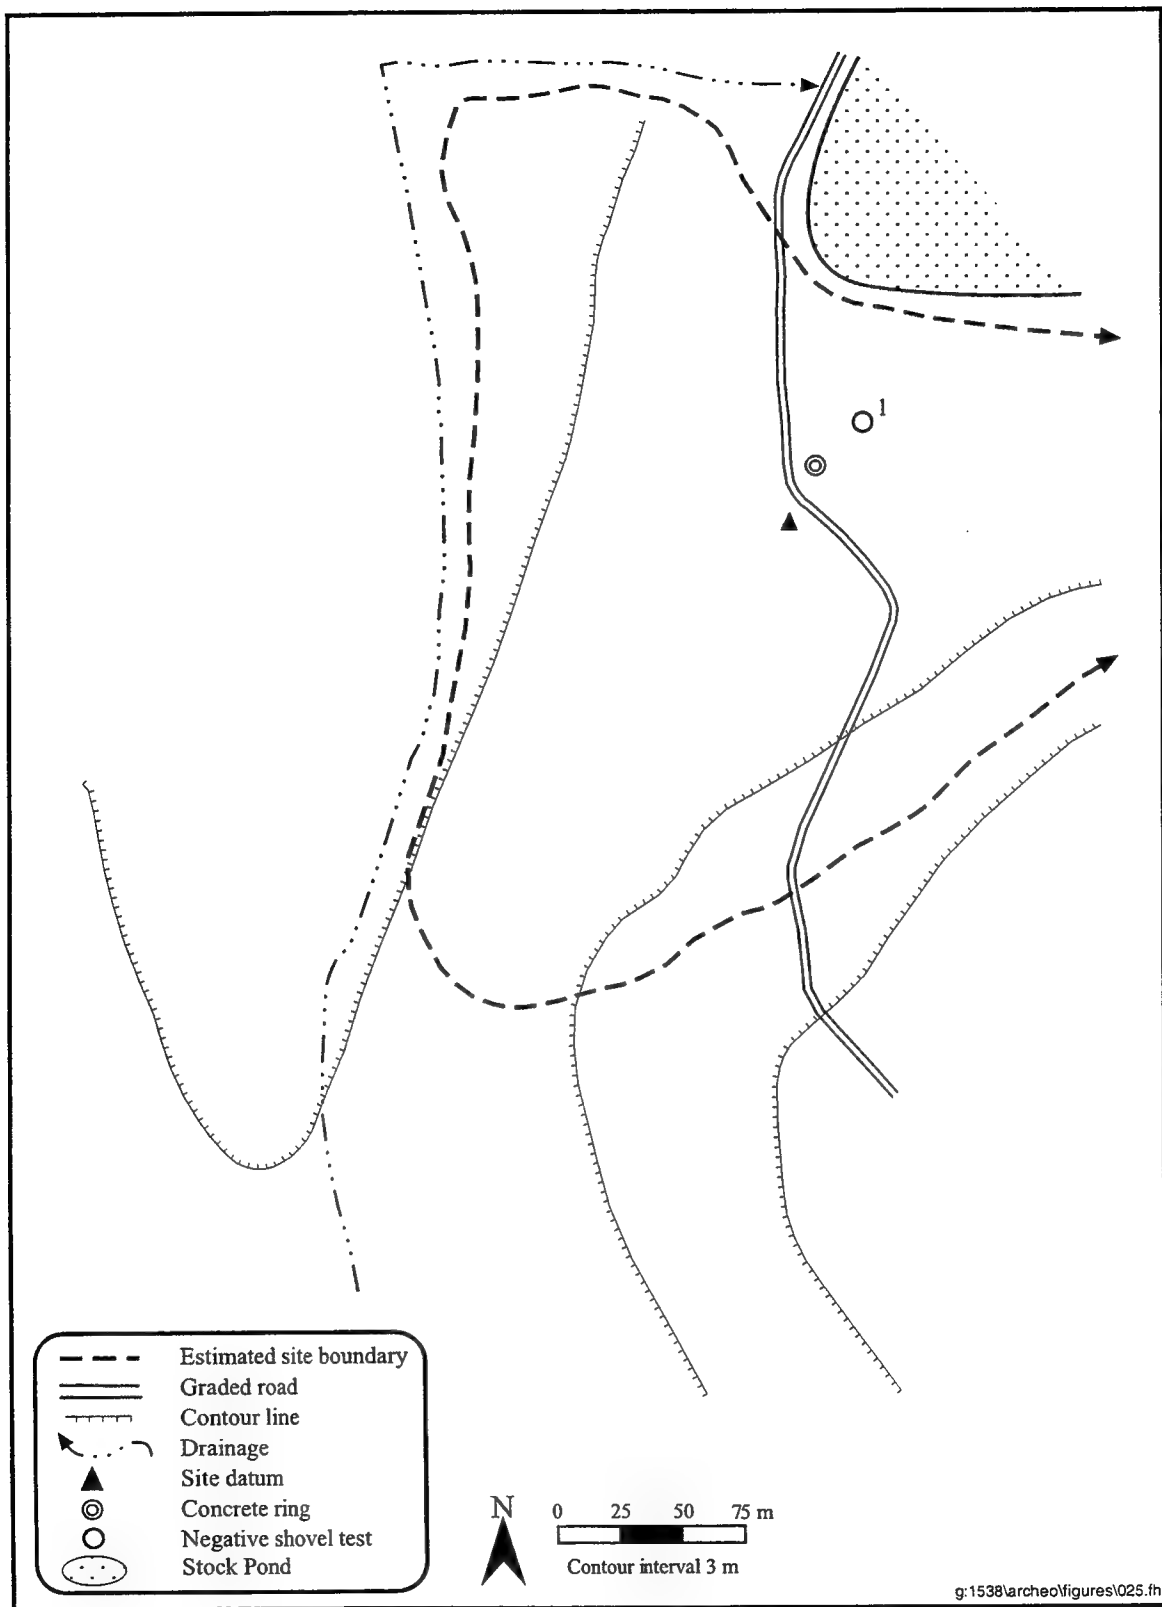 1
Estimated site boundary
Graded road
Contour line
Drainage
Site datum
Concrete ring
Negative shovel test
Stock Pond
N
0 25 50 75 m
Contour interval 3 m
g:1538\archeo\figures\025.fh